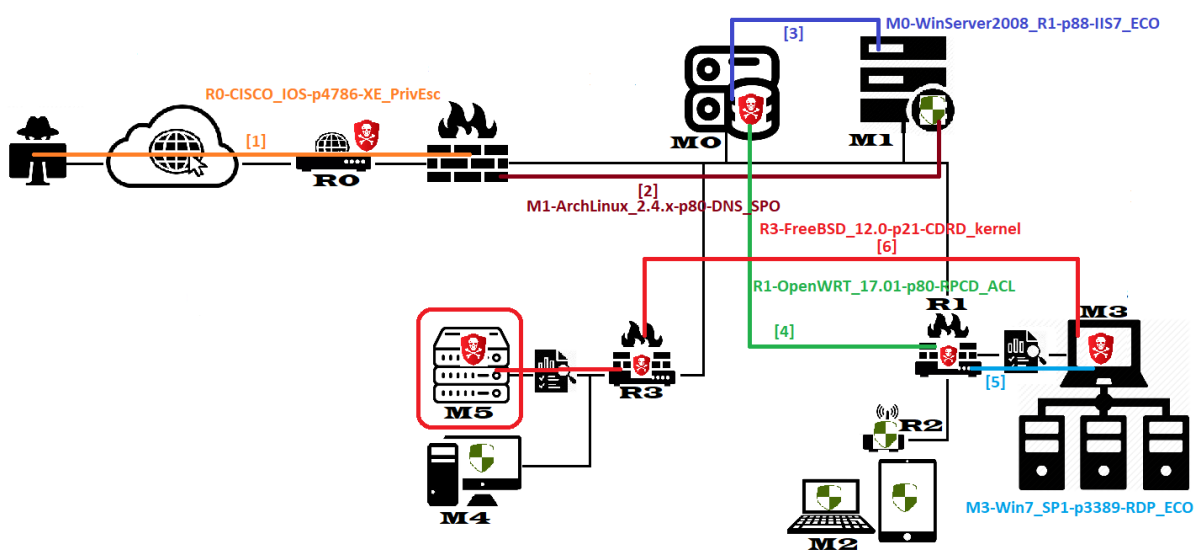 M0-WinServer2008_R1-p88-IIS7_ECO
[3]
R0-CISCO_IOS-p4786-XE_PrivEsc
[1]
M0
M1
R0
[2]
M1-ArchLinux_2.4.x-p80-DNS_SPO
R3-FreeBSD_12.0-p21-CDRD_kernel
[6]
R1-OpenWRT_17.01-p80-RPCD_ACL
R1
M3
[4]
[5]
R3
M5
R2
M4
M3-Win7_SP1-p3389-RDP_ECO
M2